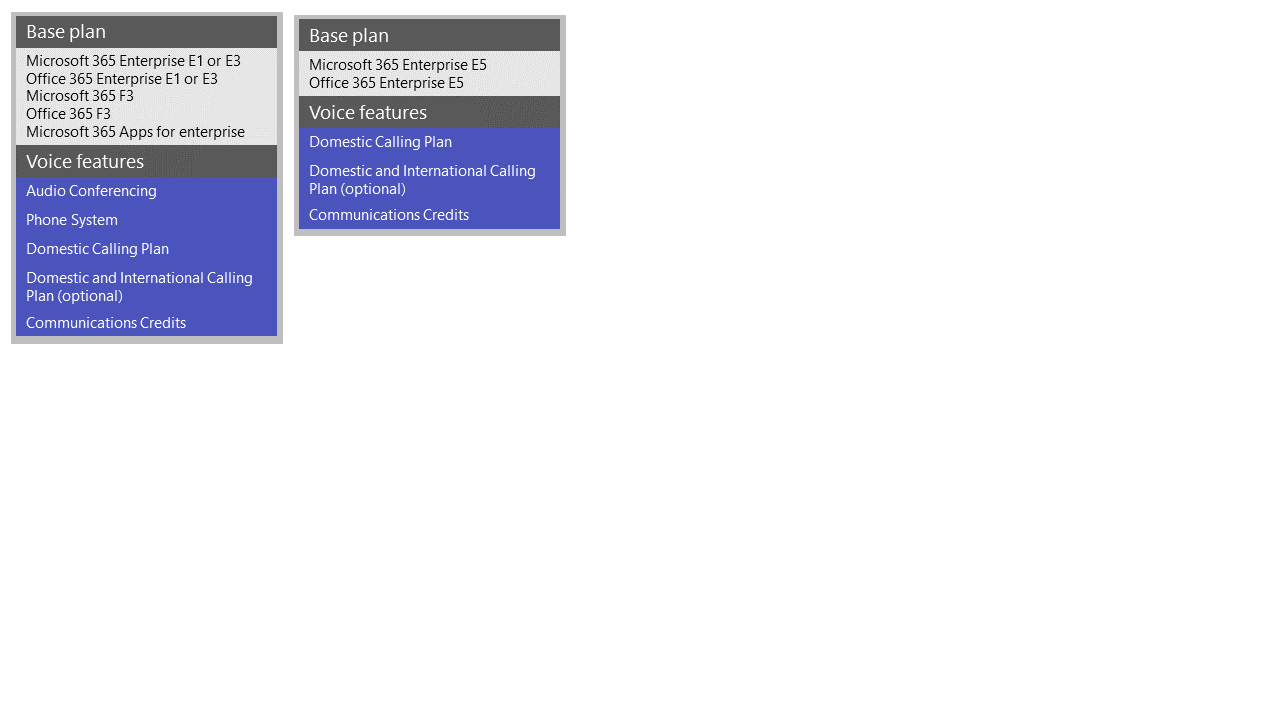 Base plan
Microsoft 365 Enterprise E1 or E3
Office 365 Enterprise E1 or E3
Microsoft 365 F3
Office 365 F3
Microsoft 365 Apps for enterprise
Voice features
Audio Conferencing
Phone System
Domestic Calling Plan
Domestic and International Calling
Plan (optional)
Communications Credits
Base plan
Microsoft 365 Enterprise E5
Office 365 Enterprise E5
Voice features
Domestic Calling Plan
Domestic and International Calling
Plan (optional)
Communications Credits